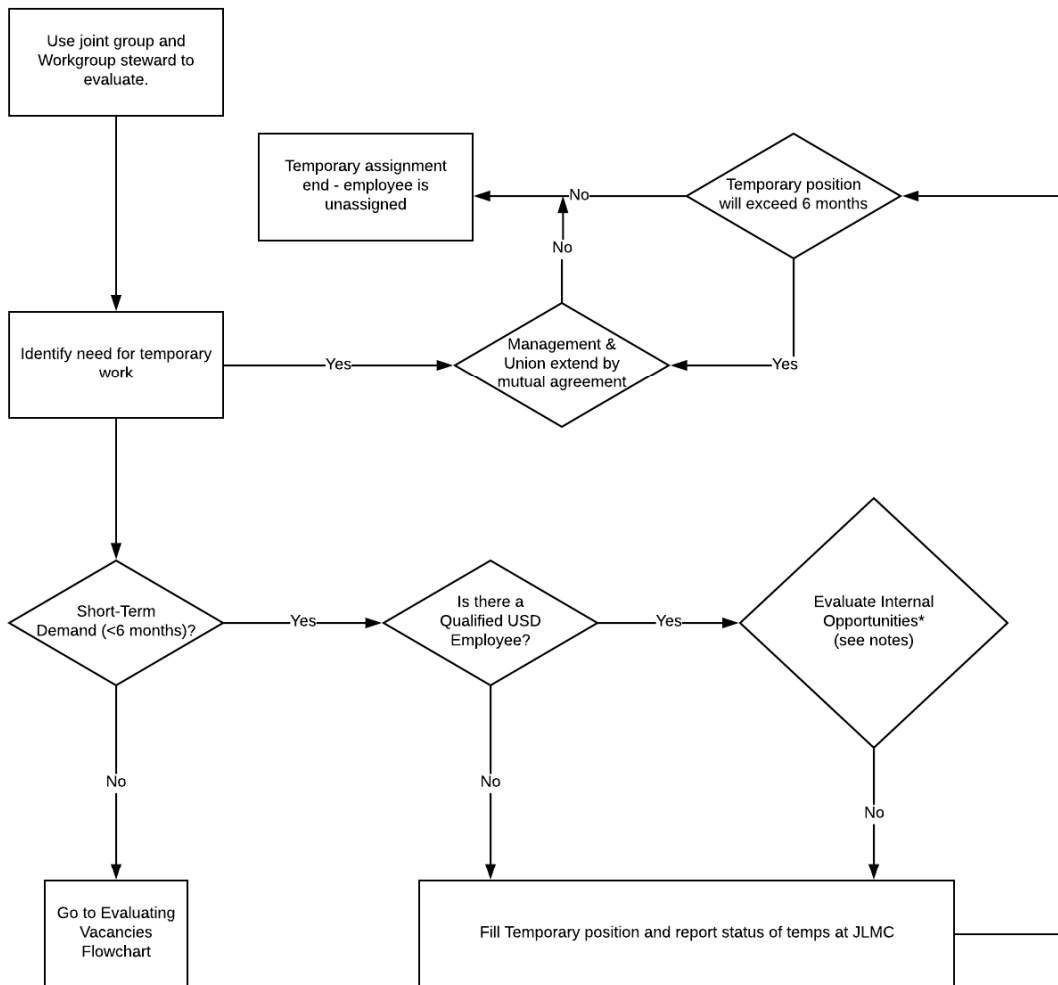 Use joint group and
Workgroup steward to
evaluate.
Temporary assignment
end - employee is
unassigned
No
Temporary position
will exceed 6 months
No
Identify need for temporary
work
Yes
Management &
Union extend by
mutual agreement
Yes
Short-Term
Demand (<6 months)?
Yes
Is there a
Qualified USD
Employee?
Yes
Evaluate Internal
Opportunities*
(see notes)
No
No
No
Go to Evaluating
Vacancies
Flowchart
Fill Temporary position and report status of temps at JLMC